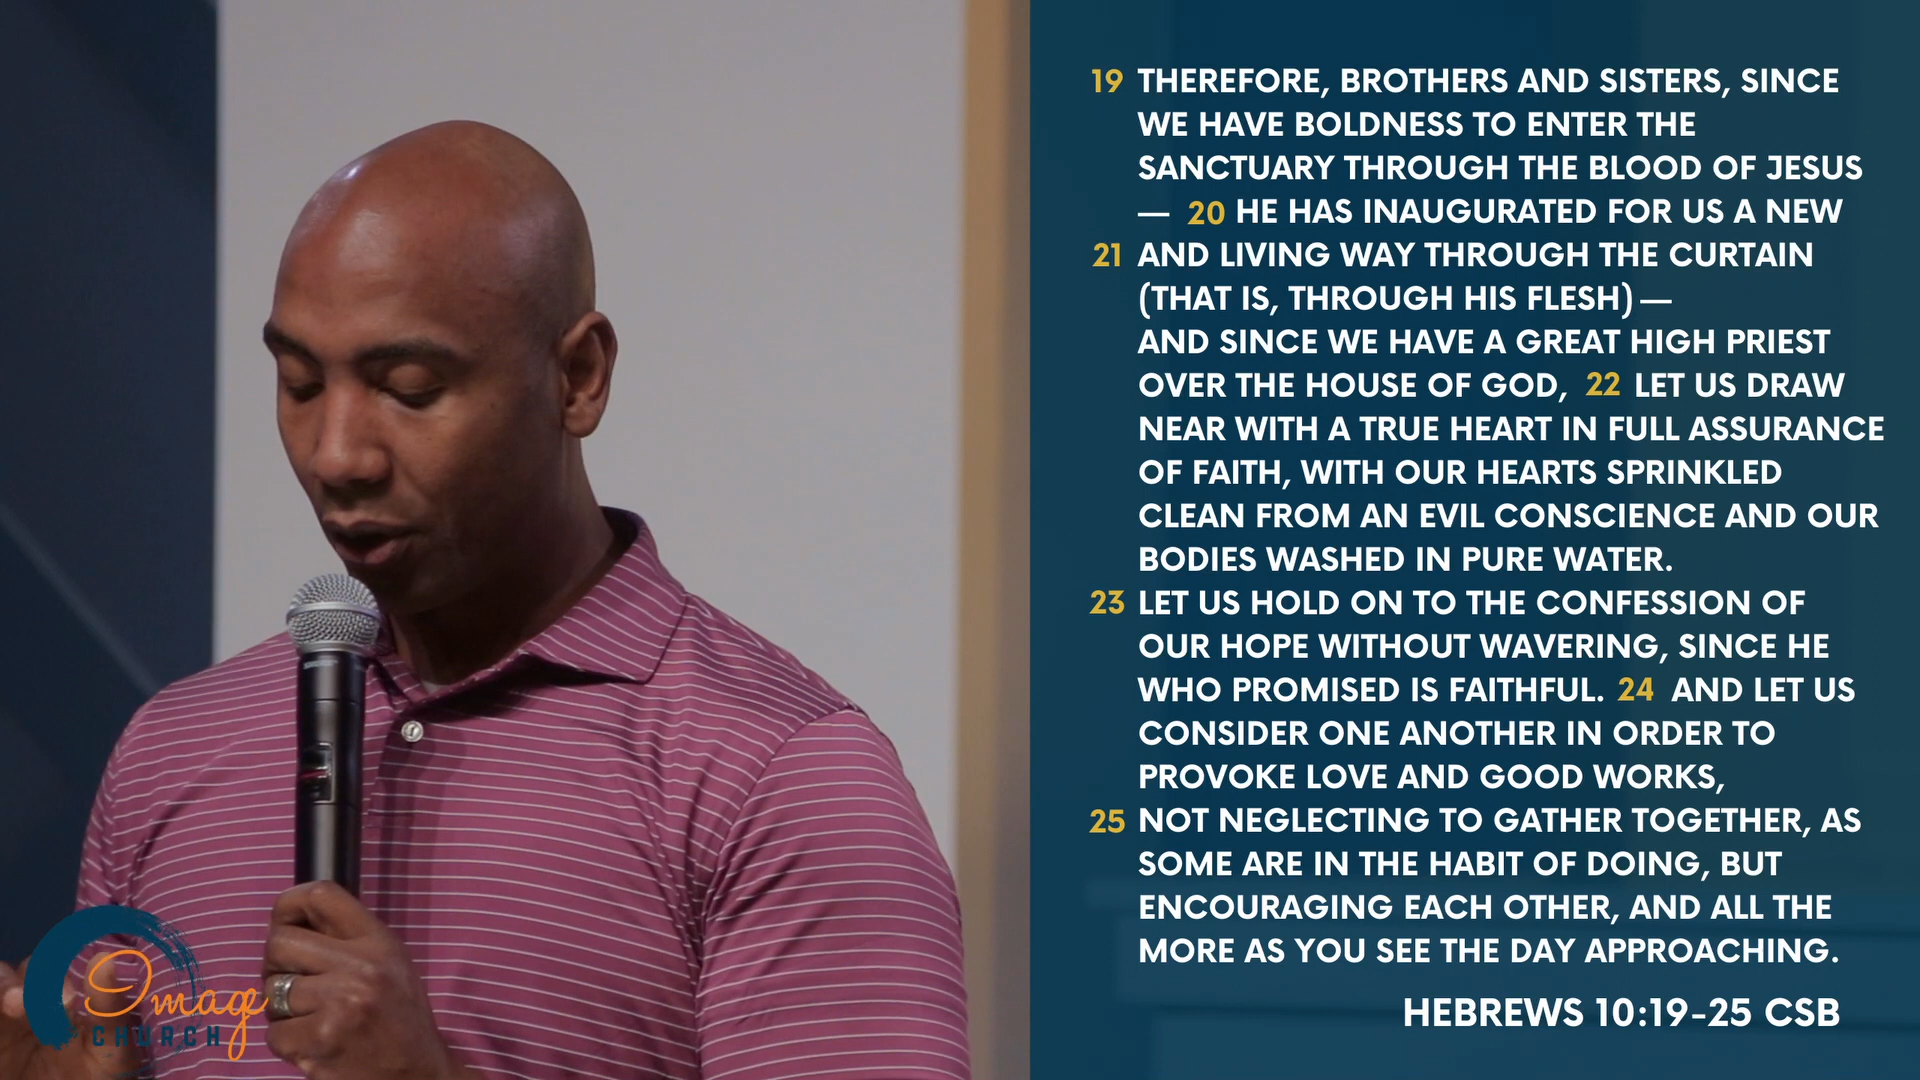 19 THEREFORE, BROTHERS AND SISTERS, SINCE
WE HAVE BOLDNESS TO ENTER THE
SANCTUARY THROUGH THE BLOOD OF JESUS
— 20 HE HAS INAUGURATED FOR US A NEW
21 AND LIVING WAY THROUGH THE CURTAIN
(THAT IS, THROUGH HIS FLESH) —
AND SINCE WE HAVE A GREAT HIGH PRIEST
OVER THE HOUSE OF GOD, 22 LET US DRAW
NEAR WITH A TRUE HEART IN FULL ASSURANCE
OF FAITH, WITH OUR HEARTS SPRINKLED
CLEAN FROM AN EVIL CONSCIENCE AND OUR
BODIES WASHED IN PURE WATER.
23 LET US HOLD ON TO THE CONFESSION OF
OUR HOPE WITHOUT WAVERING, SINCE HE
WHO PROMISED IS FAITHFUL. 24 AND LET US
CONSIDER ONE ANOTHER IN ORDER TO
PROVOKE LOVE AND GOOD WORKS,
25 NOT NEGLECTING TO GATHER TOGETHER, AS
SOME ARE IN THE HABIT OF DOING, BUT
ENCOURAGING EACH OTHER, AND ALL THE
MORE AS YOU SEE THE DAY APPROACHING.
HEBREWS 10:19-25 CSB
Image
CHURCH